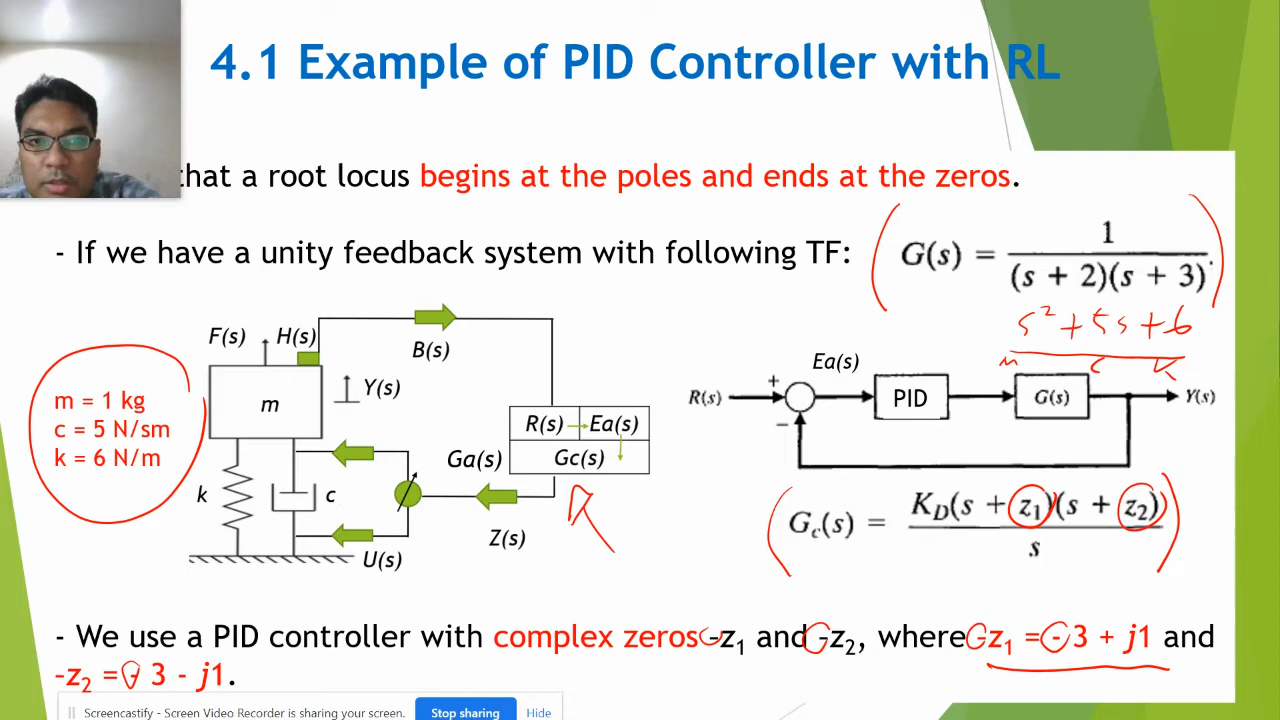 4.1 Example of PID Controller with RL
that a root locus begins at the poles and ends at the zeros.
- If we have a unity feedback system with following TF:
G(s) = 1 / (s + 2)(s + 3).
s² + 5s + 6
m c k
F(s) H(s)
B(s)
Y(s)
m
m = 1 kg
c = 5 N/sm
k = 6 N/m
R(s) Ea(s)
Gc(s)
Ga(s)
k
c
Z(s)
U(s)
Ea(s)
R(s) + PID G(s) Y(s)
−
G_c(s) = K_D(s + z₁)(s + z₂) / s
- We use a PID controller with complex zeros -z₁ and -z₂, where -z₁ = - 3 + j1 and
-z₂ = - 3 - j1.
Screencastify - Screen Video Recorder is sharing your screen. Stop sharing Hide